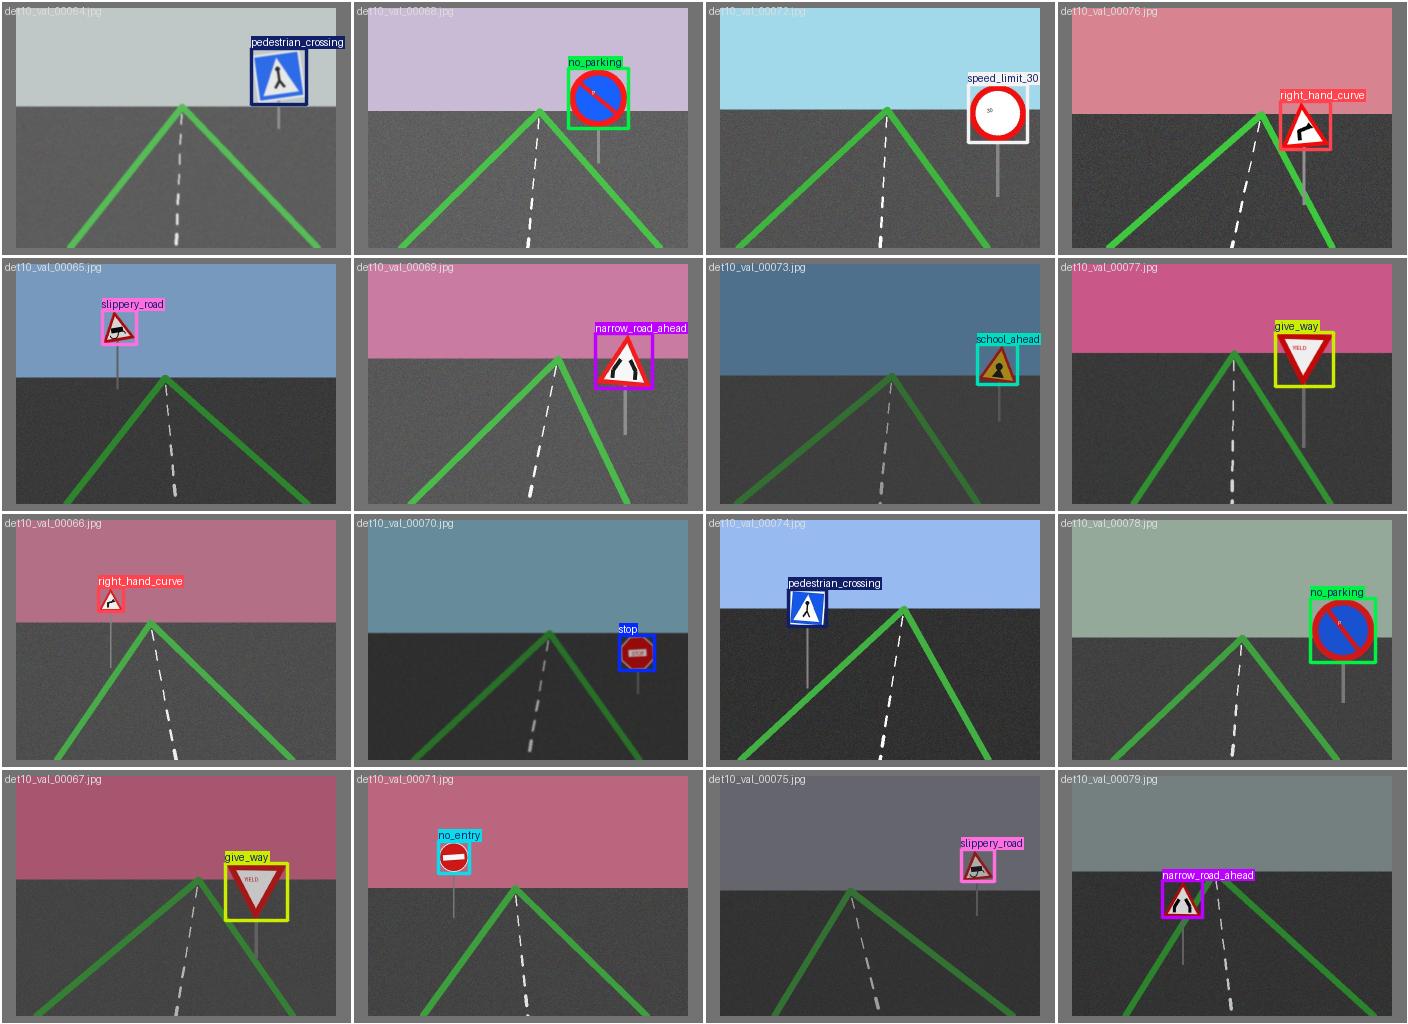 det10_val_00064.jpg
pedestrian_crossing
det10_val_00068.jpg
no_parking
P
det10_val_00072.jpg
speed_limit_30
30
det10_val_00076.jpg
right_hand_curve
det10_val_00065.jpg
slippery_road
det10_val_00069.jpg
narrow_road_ahead
det10_val_00073.jpg
school_ahead
det10_val_00077.jpg
give_way
YIELD
det10_val_00066.jpg
right_hand_curve
det10_val_00070.jpg
stop
STOP
det10_val_00074.jpg
pedestrian_crossing
det10_val_00078.jpg
no_parking
P
det10_val_00067.jpg
give_way
YIELD
det10_val_00071.jpg
no_entry
det10_val_00075.jpg
slippery_road
det10_val_00079.jpg
narrow_road_ahead